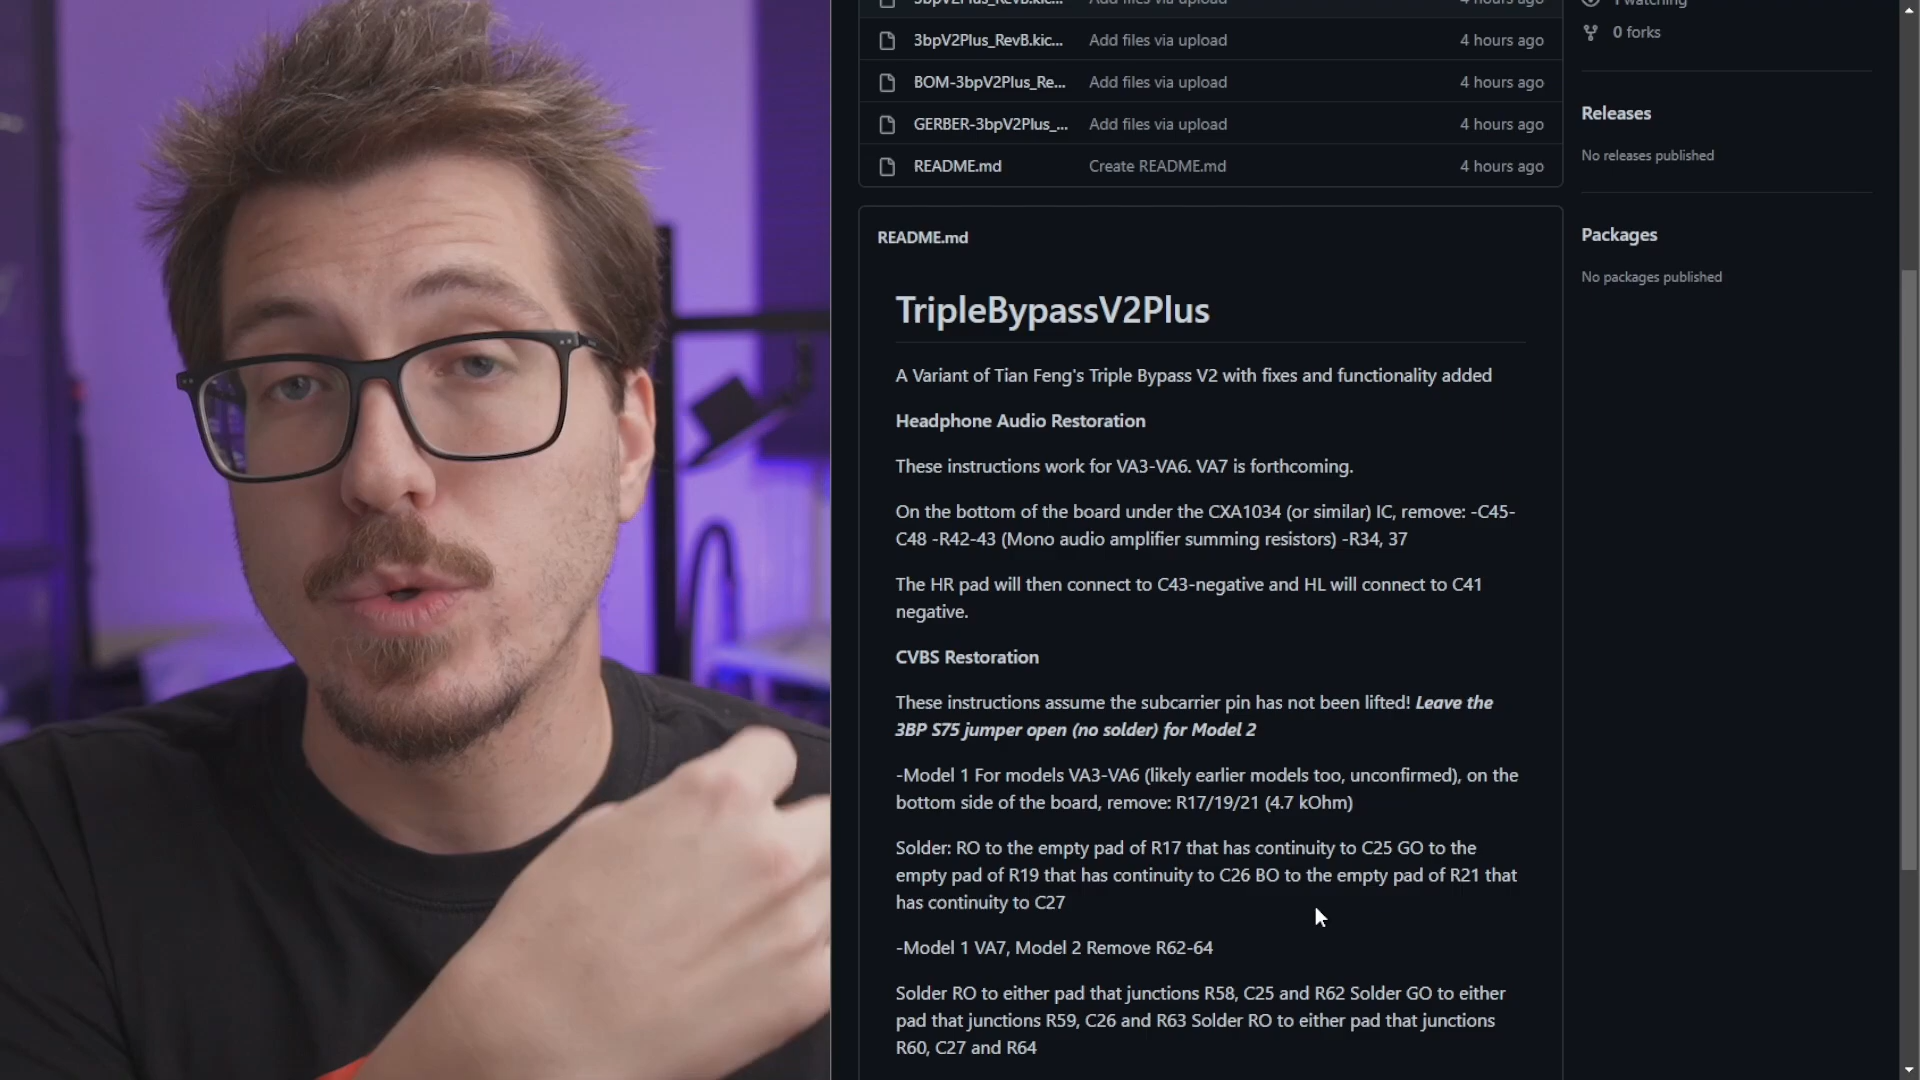 3bpV2Plus_RevB.kic... Add files via upload 4 hours ago
1 watching
3bpV2Plus_RevB.kic... Add files via upload 4 hours ago
0 forks
BOM-3bpV2Plus_Re... Add files via upload 4 hours ago
GERBER-3bpV2Plus_... Add files via upload 4 hours ago
README.md Create README.md 4 hours ago
Releases
No releases published
Packages
No packages published
README.md
TripleBypassV2Plus
A Variant of Tian Feng's Triple Bypass V2 with fixes and functionality added
Headphone Audio Restoration
These instructions work for VA3-VA6. VA7 is forthcoming.
On the bottom of the board under the CXA1034 (or similar) IC, remove: -C45-
C48 -R42-43 (Mono audio amplifier summing resistors) -R34, 37
The HR pad will then connect to C43-negative and HL will connect to C41
negative.
CVBS Restoration
These instructions assume the subcarrier pin has not been lifted! Leave the
3BP S75 jumper open (no solder) for Model 2
-Model 1 For models VA3-VA6 (likely earlier models too, unconfirmed), on the
bottom side of the board, remove: R17/19/21 (4.7 kOhm)
Solder: RO to the empty pad of R17 that has continuity to C25 GO to the
empty pad of R19 that has continuity to C26 BO to the empty pad of R21 that
has continuity to C27
-Model 1 VA7, Model 2 Remove R62-64
Solder RO to either pad that junctions R58, C25 and R62 Solder GO to either
pad that junctions R59, C26 and R63 Solder RO to either pad that junctions
R60, C27 and R64